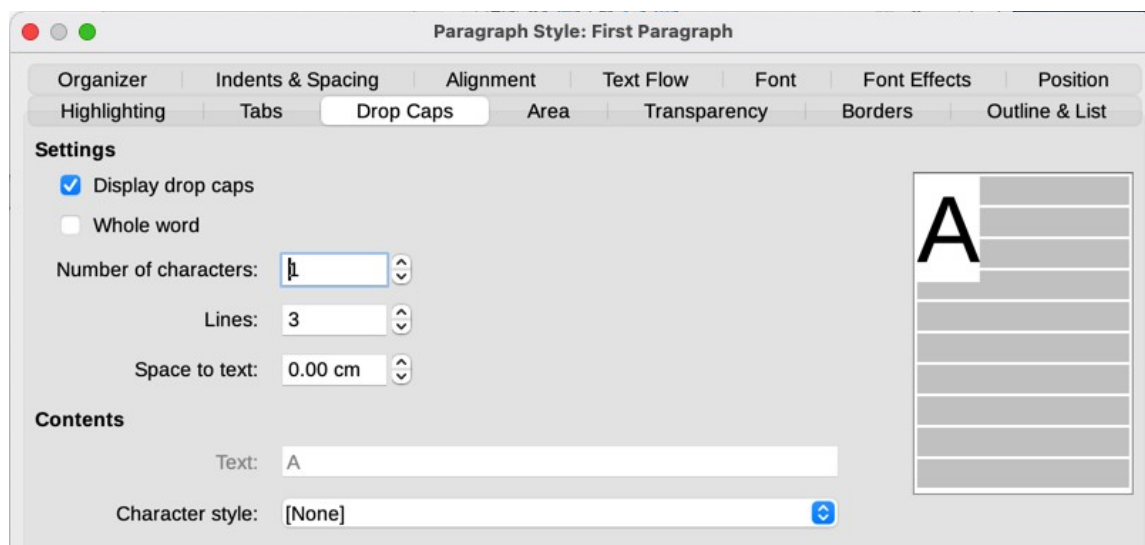 Paragraph Style: First Paragraph
Organizer Indents & Spacing Alignment Text Flow Font Font Effects Position
Highlighting Tabs Drop Caps Area Transparency Borders Outline & List
Settings
Display drop caps
Whole word
Number of characters: 1
Lines: 3
Space to text: 0.00 cm
Contents
Text: A
Character style: [None]
A